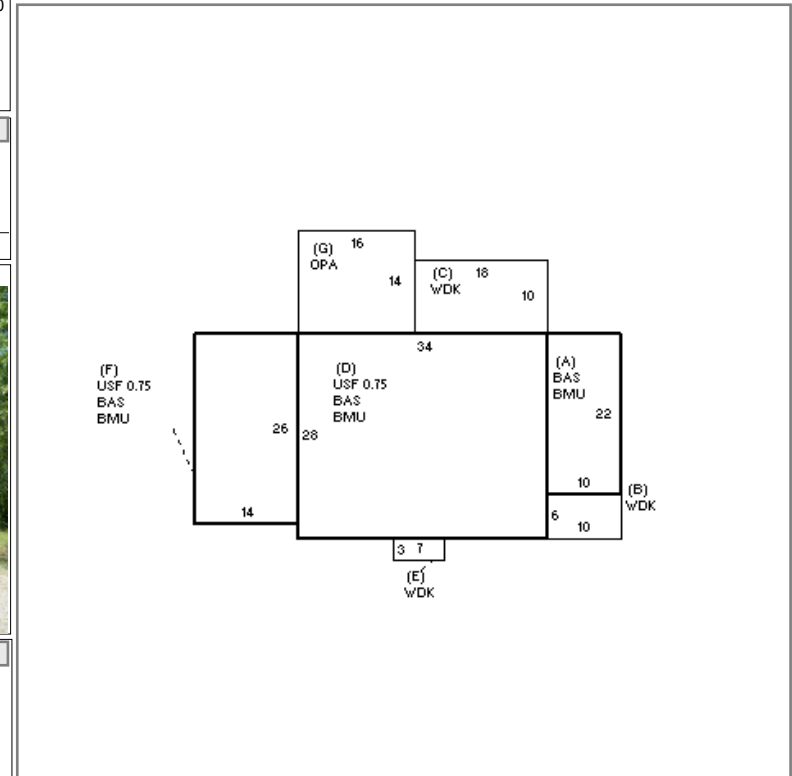 (G) 16
OPA
14
(C) 18
WDK
10
34
(F)
USF 0.75
BAS
BMU
(D)
USF 0.75
BAS
BMU
(A)
BAS
BMU
22
26
28
10
14
(B)
WDK
6
10
3 7
(E)
WDK